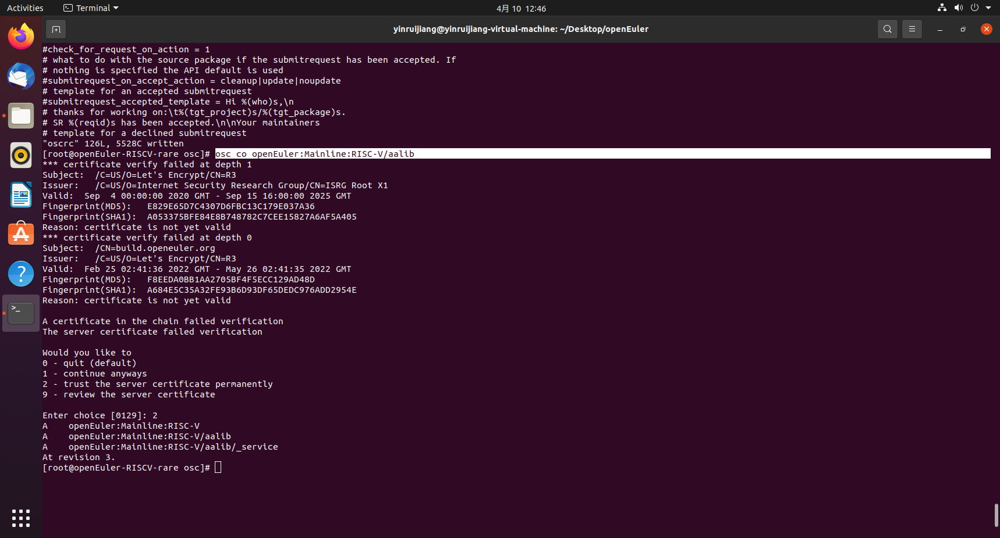 Activities
Terminal
4月 10 12:46
yinruijiang@yinruijiang-virtual-machine: ~/Desktop/openEuler
#check_for_request_on_action = 1
# what to do with the source package if the submitrequest has been accepted. If
# nothing is specified the API default is used
#submitrequest_on_accept_action = cleanup|update|noupdate
# template for an accepted submitrequest
#submitrequest_accepted_template = Hi %(who)s,\n
# thanks for working on:\t%(tgt_project)s/%(tgt_package)s.
# SR %(reqid)s has been accepted.\n\nYour maintainers
# template for a declined submitrequest
"oscrc" 126L, 5528C written
[root@openEuler-RISCV-rare osc]# osc co openEuler:Mainline:RISC-V/aalib
*** certificate verify failed at depth 1
Subject:  /C=US/O=Let's Encrypt/CN=R3
Issuer:   /C=US/O=Internet Security Research Group/CN=ISRG Root X1
Valid:  Sep  4 00:00:00 2020 GMT - Sep 15 16:00:00 2025 GMT
Fingerprint(MD5):   E829E65D7C4307D6FBC13C179E037A36
Fingerprint(SHA1):  A053375BFE84E8B748782C7CEE15827A6AF5A405
Reason: certificate is not yet valid
*** certificate verify failed at depth 0
Subject:  /CN=build.openeuler.org
Issuer:   /C=US/O=Let's Encrypt/CN=R3
Valid:  Feb 25 02:41:36 2022 GMT - May 26 02:41:35 2022 GMT
Fingerprint(MD5):   F8EEDA0BB1AA2705BF4F5ECC129AD48D
Fingerprint(SHA1):  A684E5C35A32FE93B6D93DF65DEDC976ADD2954E
Reason: certificate is not yet valid
A certificate in the chain failed verification
The server certificate failed verification
Would you like to
0 - quit (default)
1 - continue anyways
2 - trust the server certificate permanently
9 - review the server certificate
Enter choice [0129]: 2
A    openEuler:Mainline:RISC-V
A    openEuler:Mainline:RISC-V/aalib
A    openEuler:Mainline:RISC-V/aalib/_service
At revision 3.
[root@openEuler-RISCV-rare osc]#